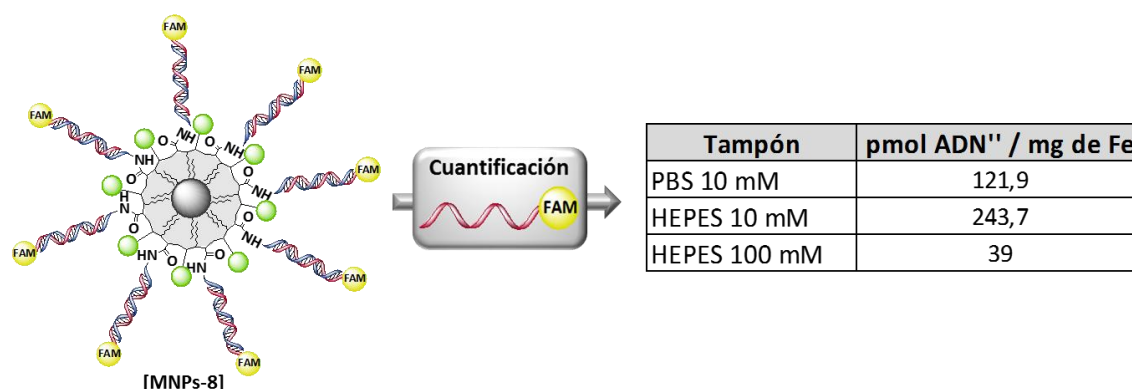 FAM
FAM
FAM
FAM
FAM
FAM
FAM
FAM
FAM
O
NH
O
NH
O
NH
O
NH
O
NH
O
HN
O
HN
O
H
N
O
NH
[MNPs-8]
Cuantificación
FAM
Tampón pmol ADN'' / mg de Fe
PBS 10 mM 121,9
HEPES 10 mM 243,7
HEPES 100 mM 39